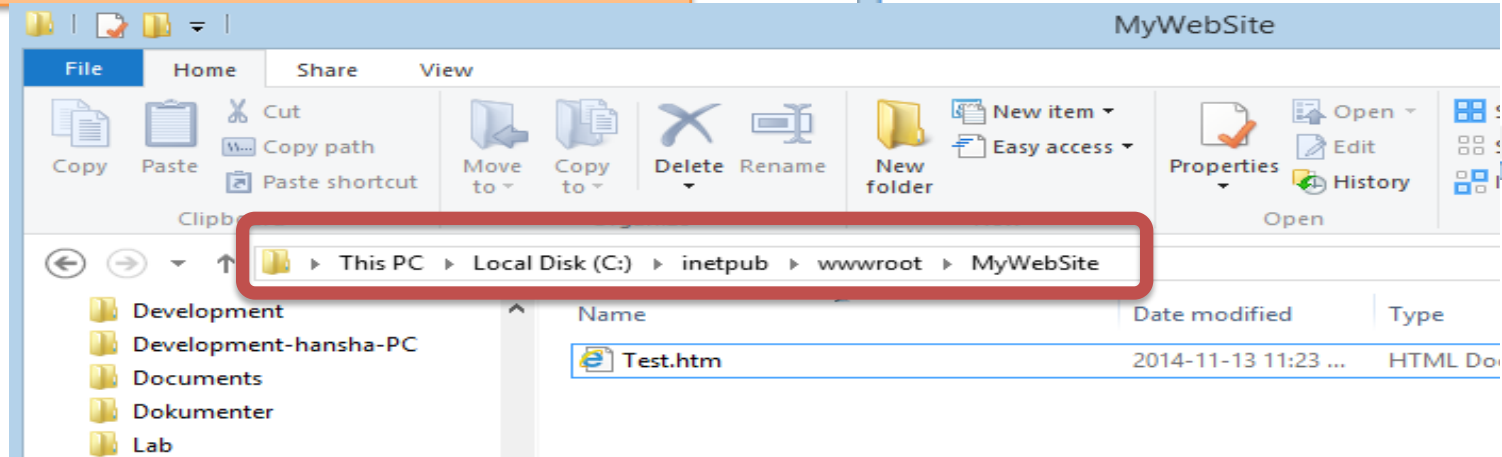 MyWebSite
File Home Share View
Cut New item Open
Copy path Easy access Edit
Copy Paste Move to Copy to Delete Rename New folder Properties
Paste shortcut History
Open
This PC Local Disk (C:) inetpub wwwroot MyWebSite
Development Name Date modified Type
Development-hansha-PC Test.htm 2014-11-13 11:23 ... HTML
Documents
Dokumenter
Lab